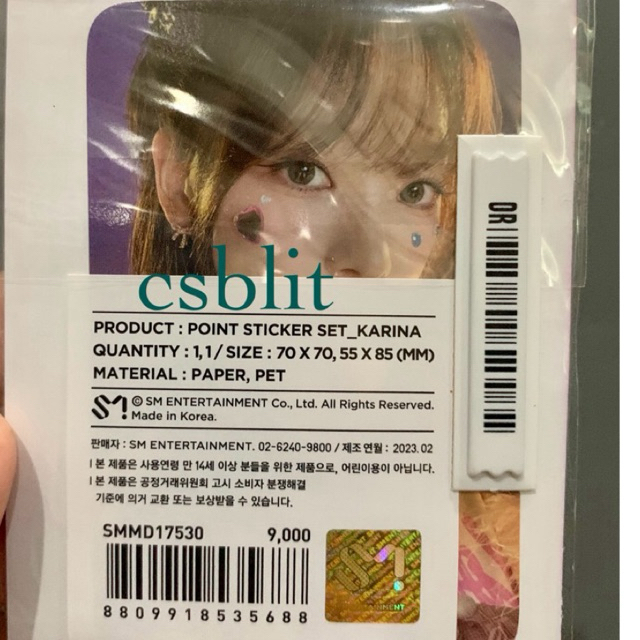 csblit
PRODUCT : POINT STICKER SET_KARINA
QUANTITY : 1,1 / SIZE : 70 X 70, 55 X 85 (MM)
MATERIAL : PAPER, PET
SM
© SM ENTERTAINMENT Co., Ltd. All Rights Reserved.
Made in Korea.
판매자 : SM ENTERTAINMENT. 02-6240-9800 / 제조 연월 : 2023. 02
l 본 제품은 사용연령 만 14세 이상 분들을 위한 제품으로, 어린이용이 아닙니다.
l 본 제품은 공정거래위원회 고시 소비자 분쟁해결
기준에 의거 교환 또는 보상받을 수 있습니다.
SMMD17530 9,000
8809918535688
SM
OR